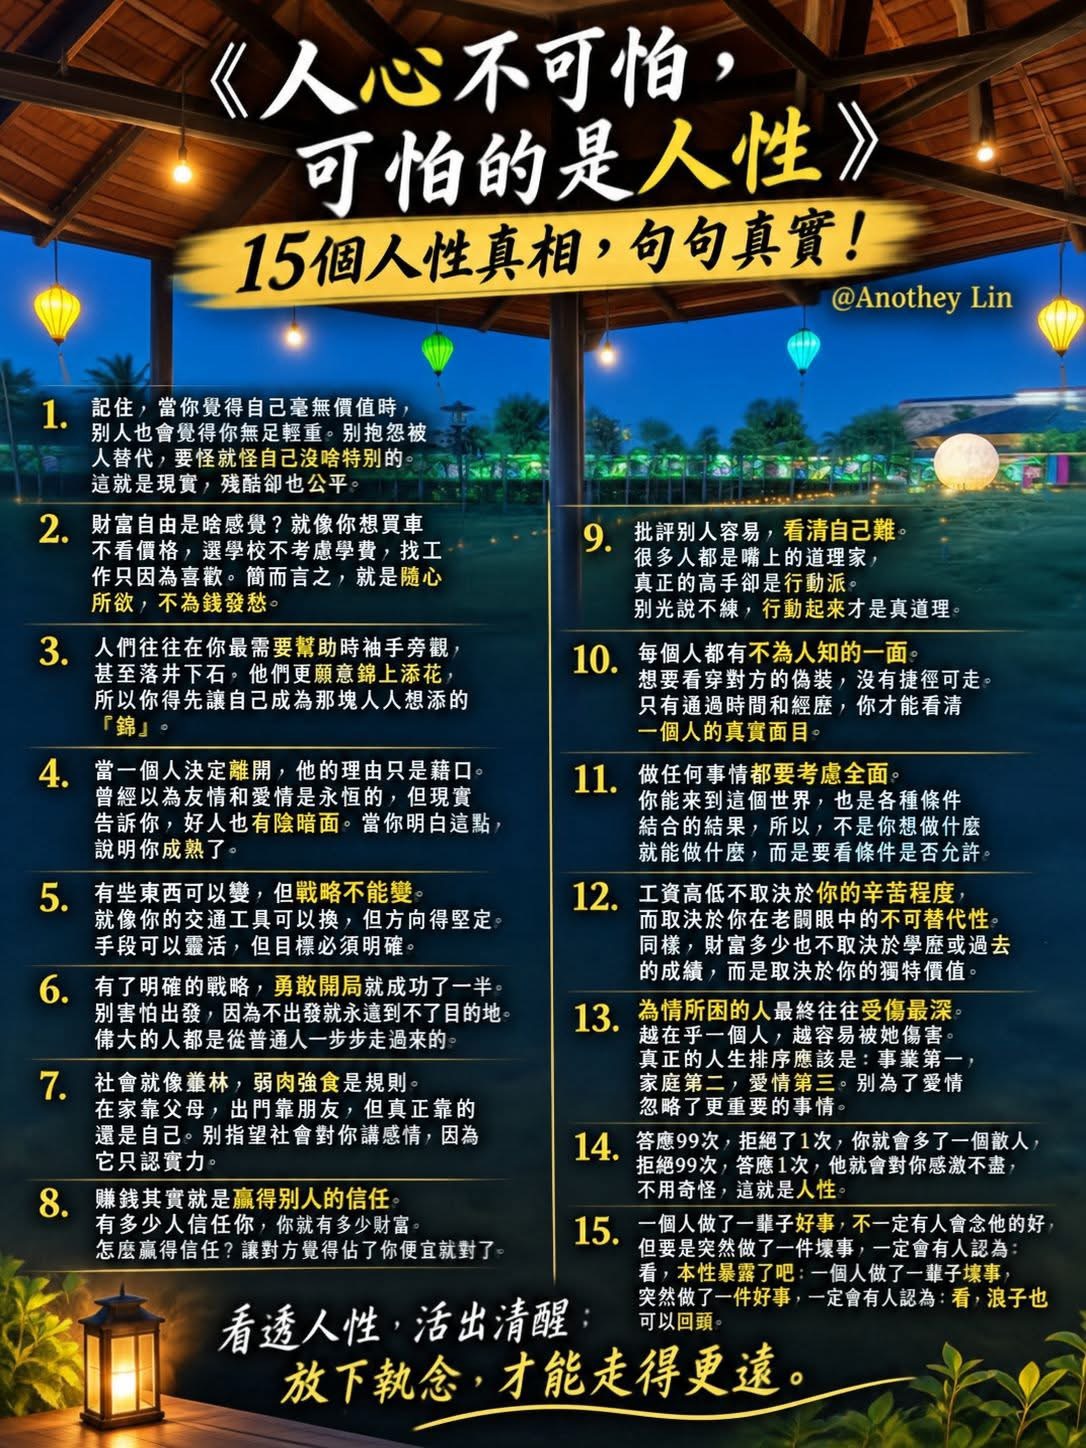 《人心不可怕，
可怕的是人性》
15個人性真相，句句真實！
@Anothey Lin
1.
記住，當你覺得自己毫無價值時，
別人也會覺得你無足輕重。別抱怨被
人替代，要怪就怪自己沒啥特別的。
這就是現實，殘酷卻也公平。
2.
財富自由是啥感覺？就像你想買車
不看價格，選學校不考慮學費，找工
作只因為喜歡。簡而言之，就是隨心
所欲，不為錢發愁。
3.
人們往往在你最需要幫助時袖手旁觀，
甚至落井下石。他們更願意錦上添花，
所以你得先讓自己成為那塊人人想添的
『錦』。
4.
當一個人決定離開，他的理由只是藉口。
曾經以為友情和愛情是永恆的，但現實
告訴你，好人也有陰暗面。當你明白這點，
說明你成熟了。
5.
有些東西可以變，但戰略不能變。
就像你的交通工具可以換，但方向得堅定。
手段可以靈活，但目標必須明確。
6.
有了明確的戰略，勇敢開局就成功了一半。
別害怕出發，因為不出發就永遠到不了目的地。
偉大的人都是從普通人一步步走過來的。
7.
社會就像叢林，弱肉強食是規則。
在家靠父母，出門靠朋友，但真正靠的
還是自己。別指望社會對你講感情，因為
它只認實力。
8.
賺錢其實就是贏得別人的信任。
有多少人信任你，你就有多少財富。
怎麼贏得信任？讓對方覺得佔了你便宜就對了。
9.
批評別人容易，看清自己難。
很多人都是嘴上的道理家，
真正的高手卻是行動派。
別光說不練，行動起來才是真道理。
10.
每個人都有不為人知的一面。
想要看穿對方的偽裝，沒有捷徑可走。
只有通過時間和經歷，你才能看清
一個人的真實面目。
11.
做任何事情都要考慮全面。
你能來到這個世界，也是各種條件
結合的結果，所以，不是你想做什麼
就能做什麼，而是要看條件是否允許。
12.
工資高低不取決於你的辛苦程度，
而取決於你在老闆眼中的不可替代性。
同樣，財富多少也不取決於學歷或過去
的成績，而是取決於你的獨特價值。
13.
為情所困的人最終往往受傷最深。
越在乎一個人，越容易被她傷害。
真正的人生排序應該是：事業第一，
家庭第二，愛情第三。別為了愛情
忽略了更重要的事情。
14.
答應99次，拒絕了1次，你就會多了一個敵人，
拒絕99次，答應1次，他就會對你感激不盡，
不用奇怪，這就是人性。
15.
一個人做了一輩子好事，不一定有人會念他的好，
但要是突然做了一件壞事，一定會有人認為：
看，本性暴露了吧：一個人做了一輩子壞事，
突然做了一件好事，一定會有人認為：看，浪子也
可以回頭。
看透人性，活出清醒；
放下執念，才能走得更遠。